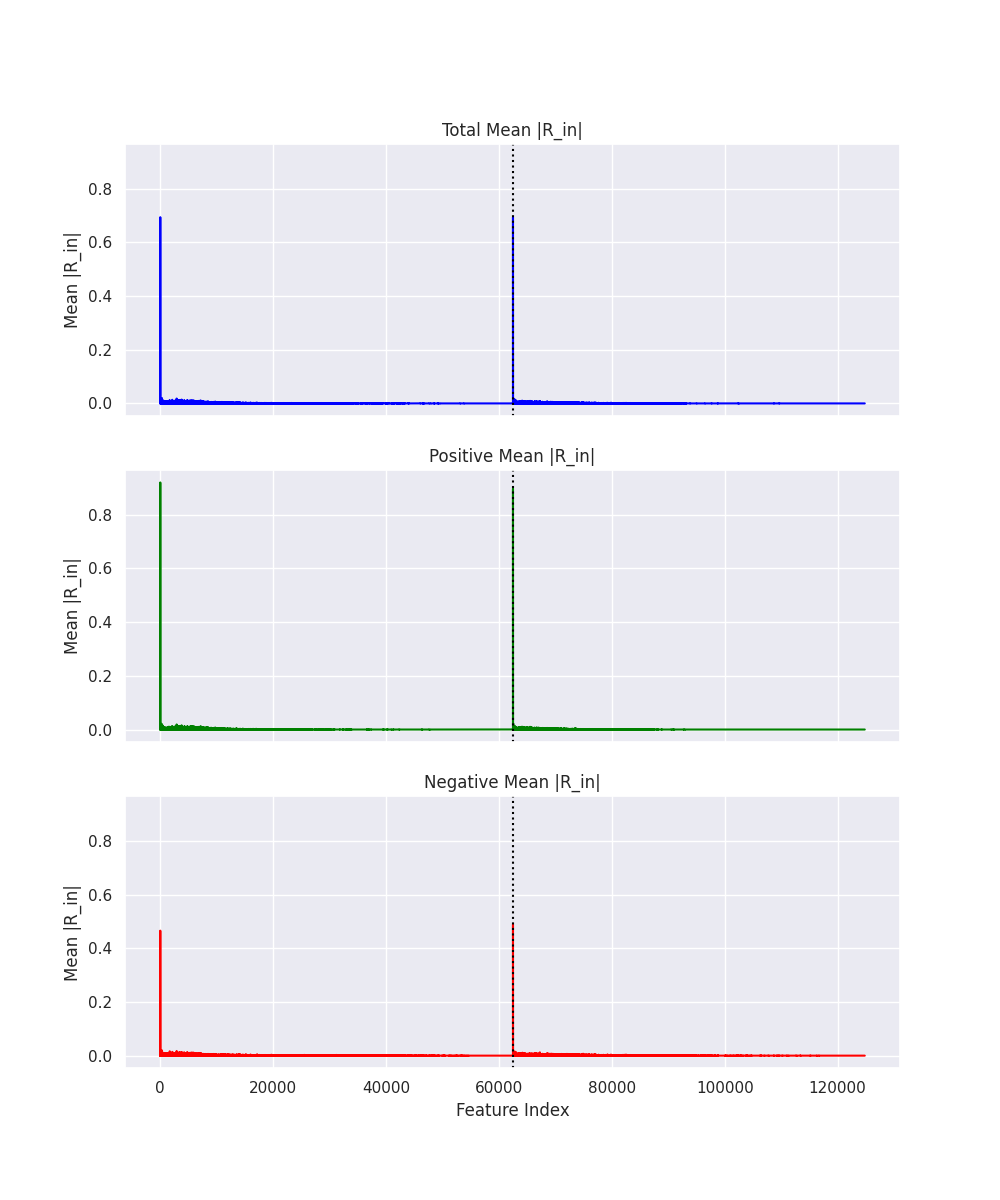 Total Mean |R_in|
Mean |R_in|
0.8
0.6
0.4
0.2
0.0
Positive Mean |R_in|
Mean |R_in|
0.8
0.6
0.4
0.2
0.0
Negative Mean |R_in|
Mean |R_in|
0.8
0.6
0.4
0.2
0.0
0 20000 40000 60000 80000 100000 120000
Feature Index